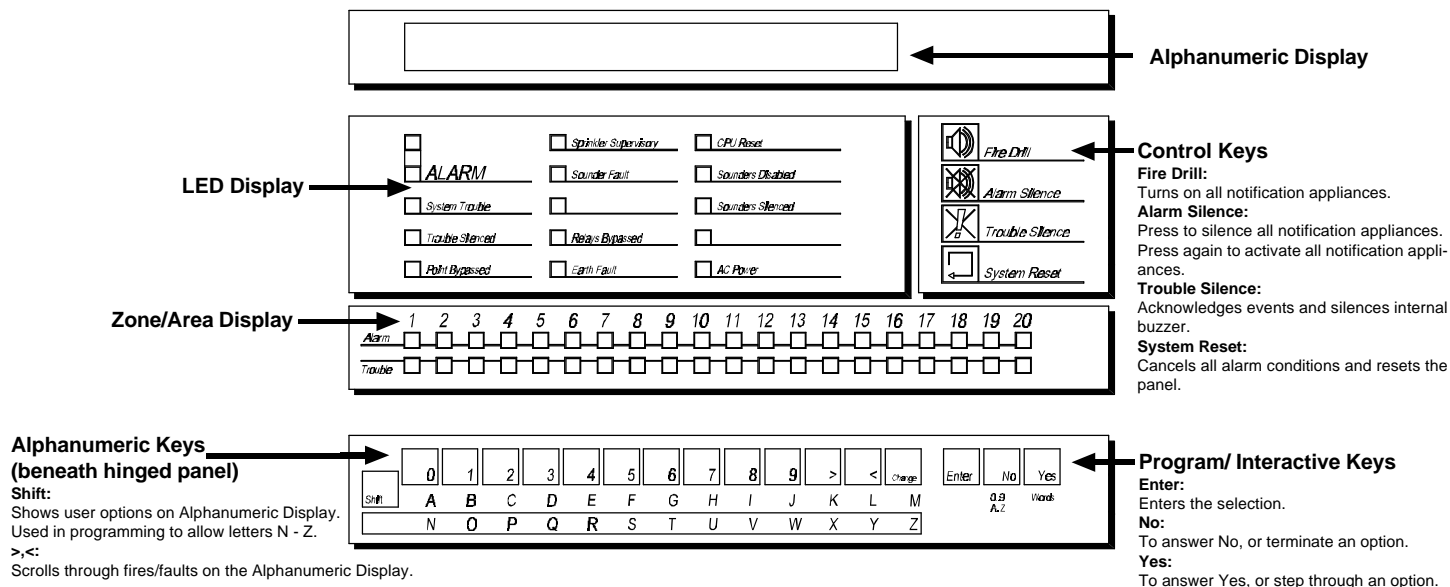 Alphanumeric Display
LED Display
ALARM
System Trouble
Trouble Silenced
Point Bypassed
Sprinkler Supervisory
Sounder Fault
Relays Bypassed
Earth Fault
CPU Reset
Sounders Disabled
Sounders Silenced
AC Power
Fire Drill
Alarm Silence
Trouble Silence
System Reset
Control Keys
Fire Drill:
Turns on all notification appliances.
Alarm Silence:
Press to silence all notification appliances.
Press again to activate all notification appli-
ances.
Trouble Silence:
Acknowledges events and silences internal
buzzer.
System Reset:
Cancels all alarm conditions and resets the
panel.
Zone/Area Display
1 2 3 4 5 6 7 8 9 10 11 12 13 14 15 16 17 18 19 20
Alarm
Trouble
Alphanumeric Keys
(beneath hinged panel)
Shift:
Shows user options on Alphanumeric Display.
Used in programming to allow letters N - Z.
>,<:
Scrolls through fires/faults on the Alphanumeric Display.
Shift
0 1 2 3 4 5 6 7 8 9 > < Change
A B C D E F G H I J K L M
N O P Q R S T U V W X Y Z
Enter No Yes
0..9 Words
A..Z
Program/ Interactive Keys
Enter:
Enters the selection.
No:
To answer No, or terminate an option.
Yes:
To answer Yes, or step through an option.